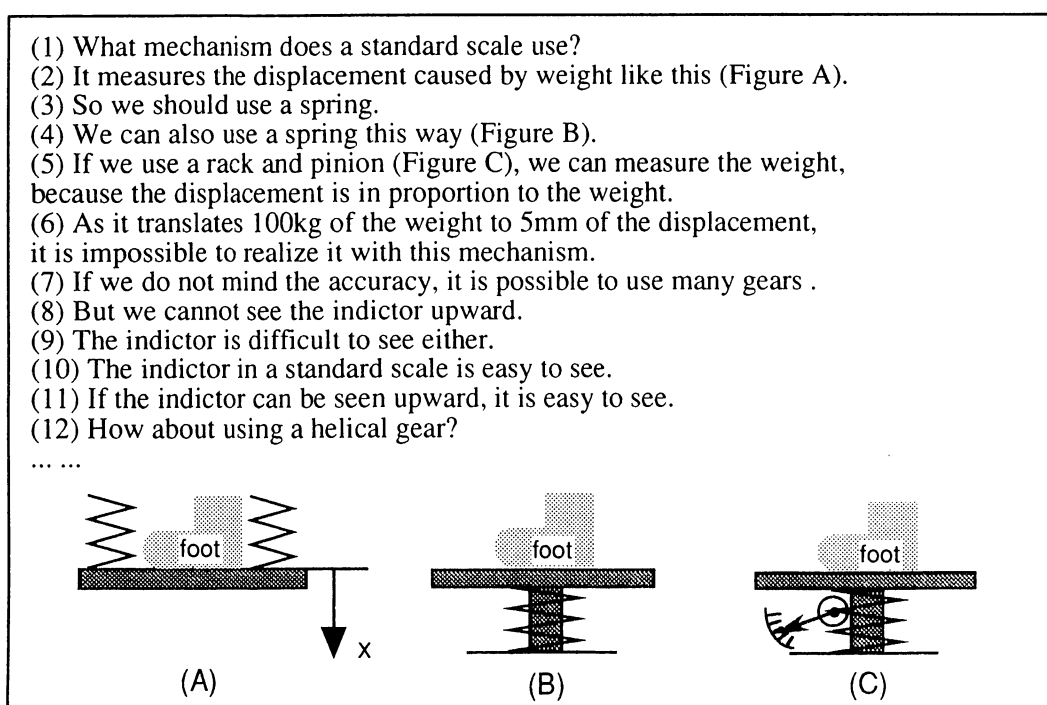 (1) What mechanism does a standard scale use?
(2) It measures the displacement caused by weight like this (Figure A).
(3) So we should use a spring.
(4) We can also use a spring this way (Figure B).
(5) If we use a rack and pinion (Figure C), we can measure the weight,
because the displacement is in proportion to the weight.
(6) As it translates 100kg of the weight to 5mm of the displacement,
it is impossible to realize it with this mechanism.
(7) If we do not mind the accuracy, it is possible to use many gears .
(8) But we cannot see the indictor upward.
(9) The indictor is difficult to see either.
(10) The indictor in a standard scale is easy to see.
(11) If the indictor can be seen upward, it is easy to see.
(12) How about using a helical gear?
... ...
foot foot foot
x
(A) (B) (C)